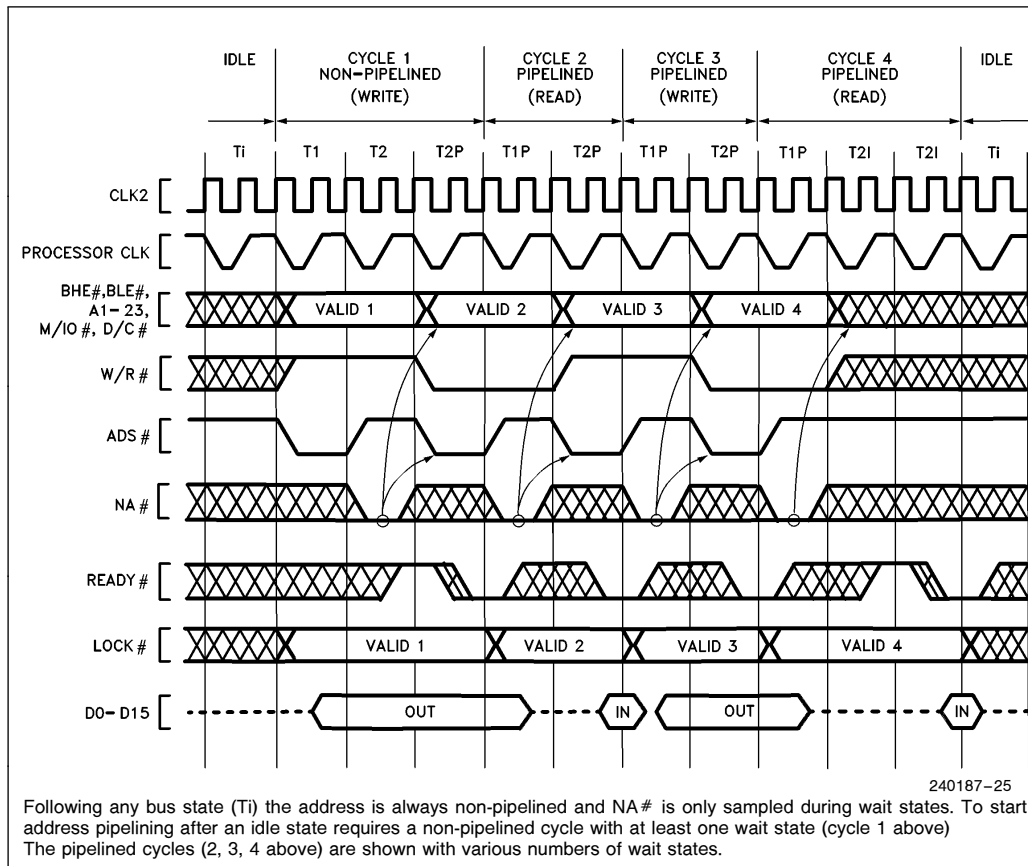 IDLE CYCLE 1 CYCLE 2 CYCLE 3 CYCLE 4 IDLE
NON-PIPELINED PIPELINED PIPELINED PIPELINED
(WRITE) (READ) (WRITE) (READ)
Ti T1 T2 T2P T1P T2P T1P T2P T1P T2I T2I Ti
CLK2
PROCESSOR CLK
BHE#,BLE#,
A1-23,
M/IO #, D/C #
VALID 1 VALID 2 VALID 3 VALID 4
W/R #
ADS #
NA #
READY #
LOCK #
VALID 1 VALID 2 VALID 3 VALID 4
D0- D15
OUT IN OUT IN
240187-25
Following any bus state (Ti) the address is always non-pipelined and NA# is only sampled during wait states. To start
address pipelining after an idle state requires a non-pipelined cycle with at least one wait state (cycle 1 above)
The pipelined cycles (2, 3, 4 above) are shown with various numbers of wait states.